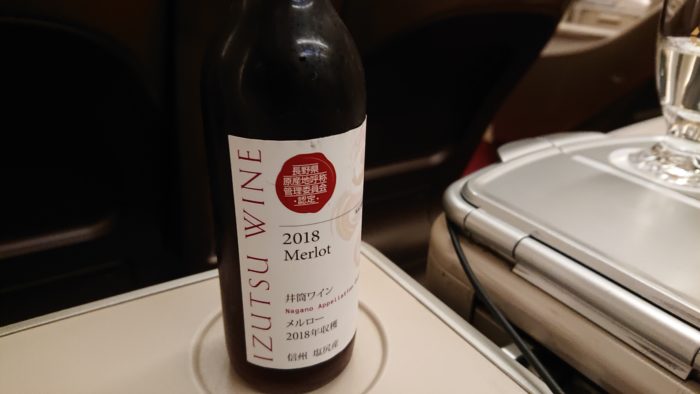 IZUTSU WINE
長野県
原産地呼称
管理委員会
・認定・
2018
Merlot
井筒ワイン
Nagano Appellation
メルロー
2018年収穫
信州 塩尻産